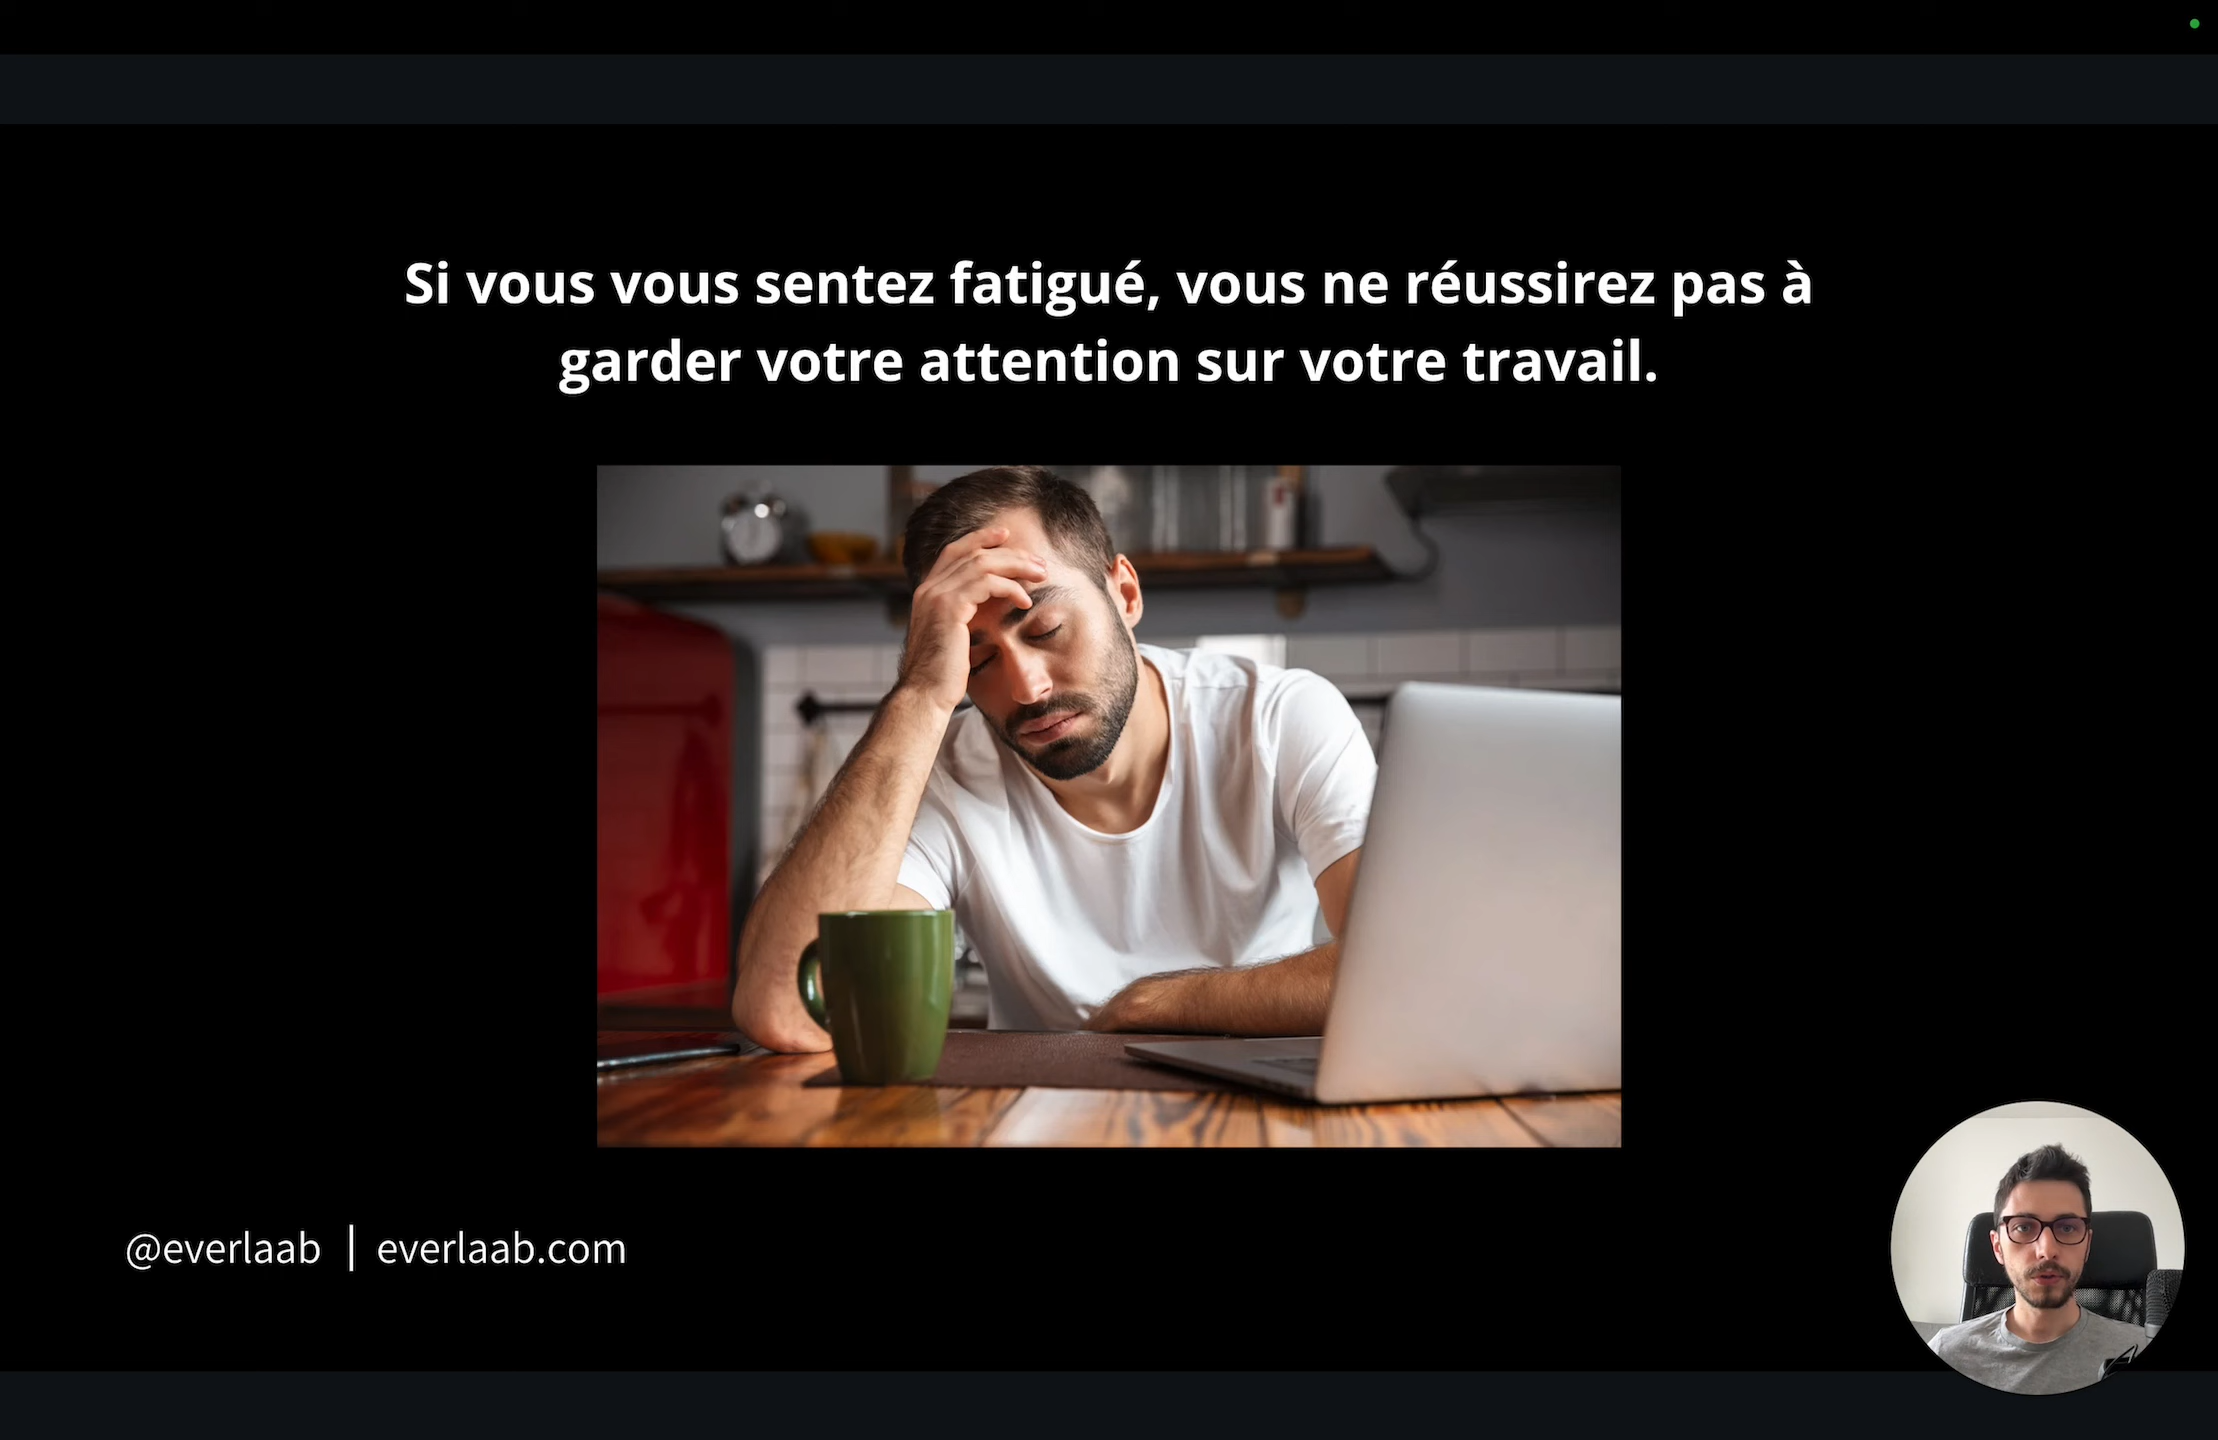 Si vous vous sentez fatigué, vous ne réussirez pas à
garder votre attention sur votre travail.
@everlaab | everlaab.com